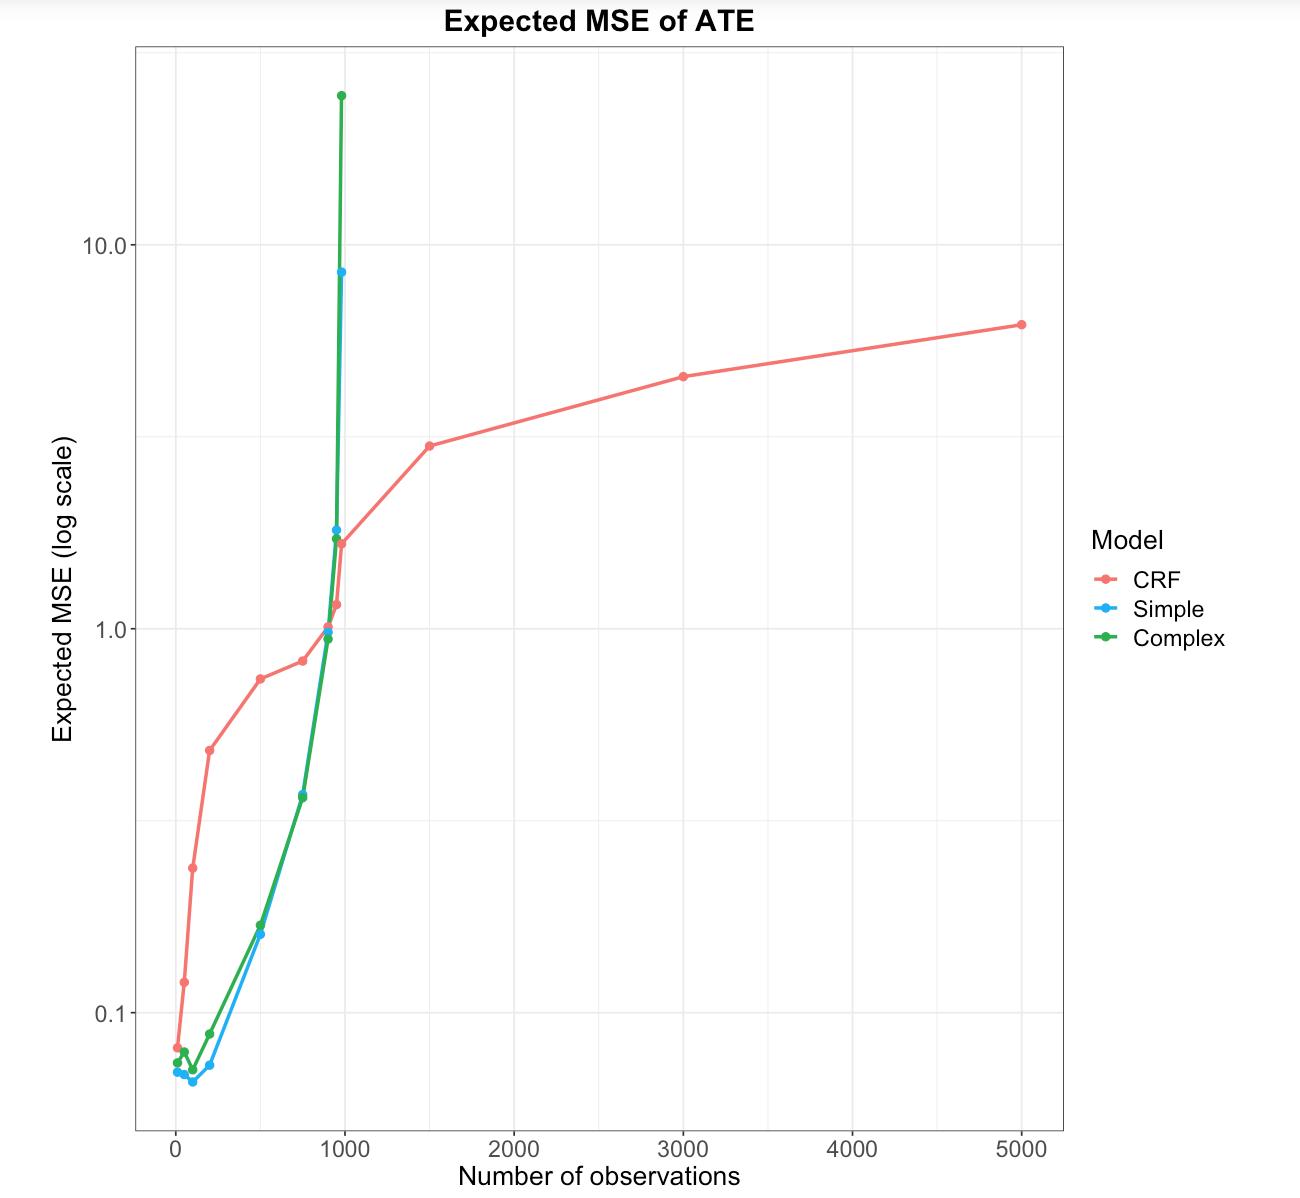 Expected MSE of ATE
Expected MSE (log scale)
10.0
1.0
0.1
0
1000
2000
3000
4000
5000
Number of observations
Model
CRF
Simple
Complex